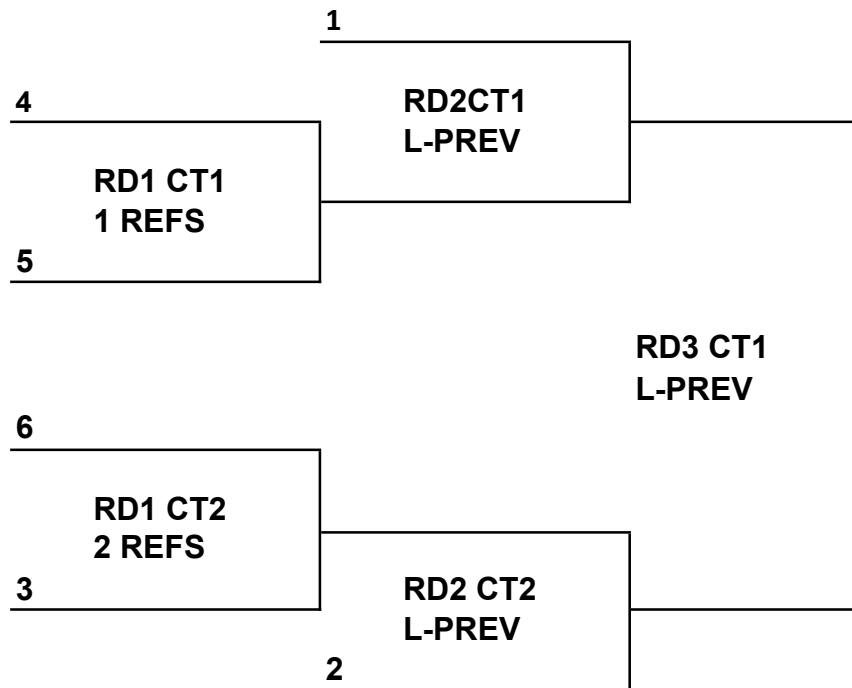 1
4
RD2CT1
L-PREV
RD1 CT1
1 REFS
5
RD3 CT1
L-PREV
6
RD1 CT2
2 REFS
3
RD2 CT2
L-PREV
2